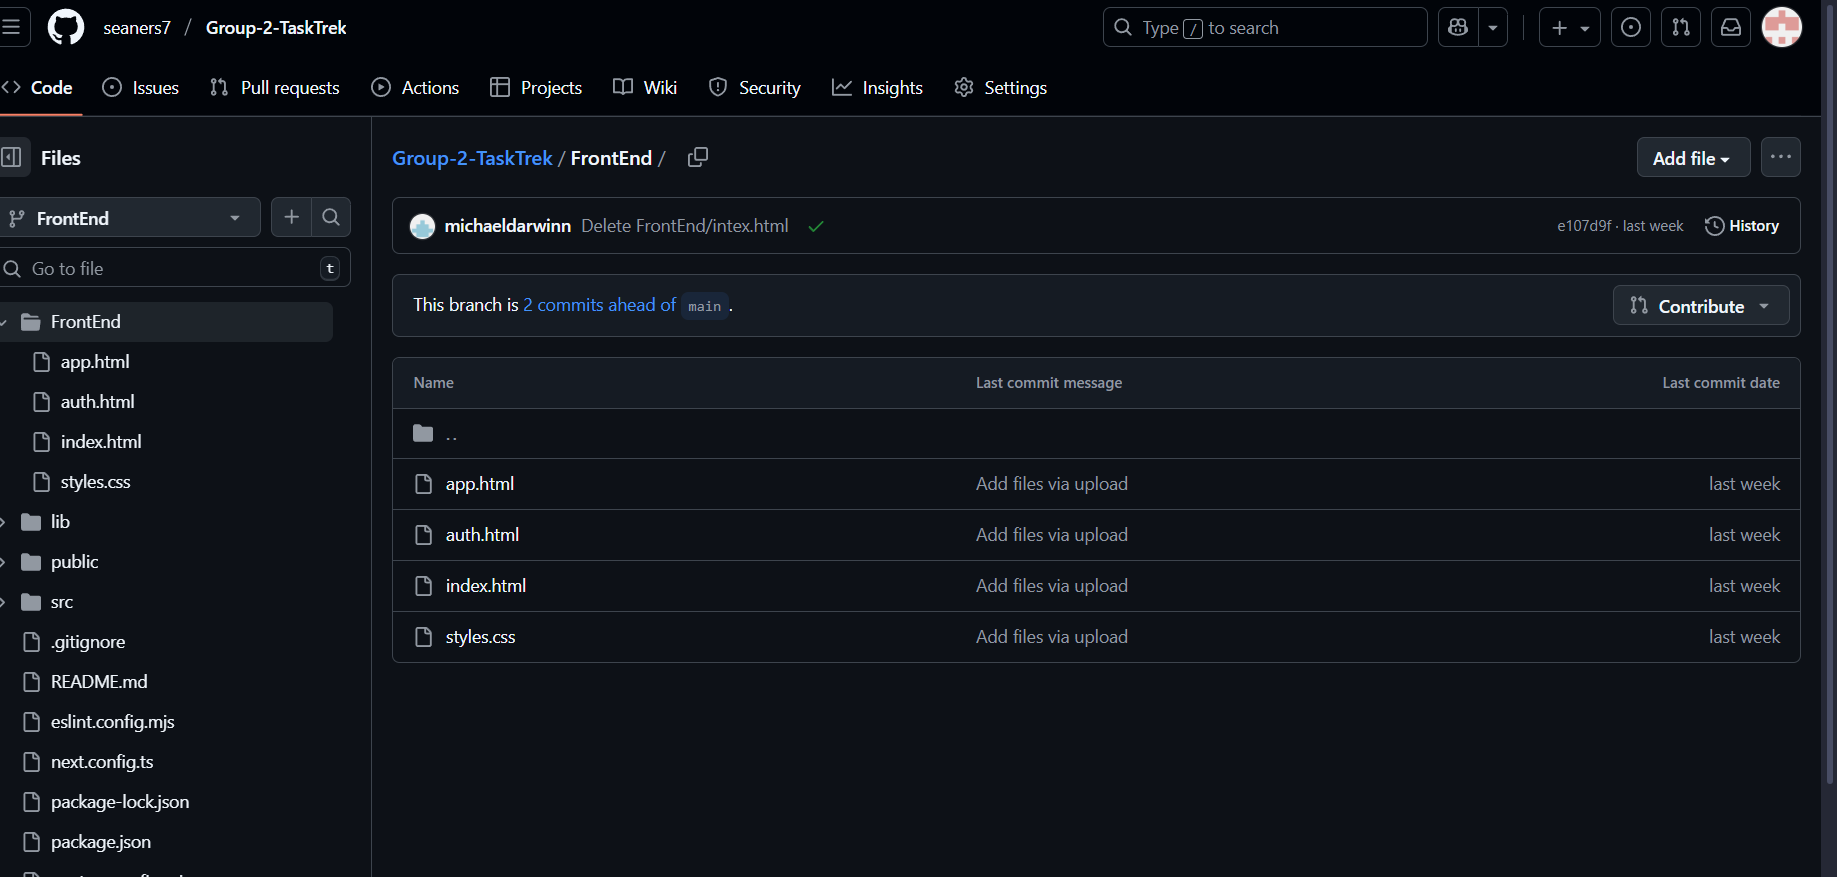 seaners7 / Group-2-TaskTrek
Type / to search
Code Issues Pull requests Actions Projects Wiki Security Insights Settings
Files
FrontEnd
Go to file
t
FrontEnd
app.html
auth.html
index.html
styles.css
lib
public
src
.gitignore
README.md
eslint.config.mjs
next.config.ts
package-lock.json
package.json
Group-2-TaskTrek / FrontEnd /
Add file
michaeldarwinn Delete FrontEnd/intex.html
e107d9f · last week History
This branch is 2 commits ahead of main .
Contribute
Name Last commit message Last commit date
..
app.html Add files via upload last week
auth.html Add files via upload last week
index.html Add files via upload last week
styles.css Add files via upload last week